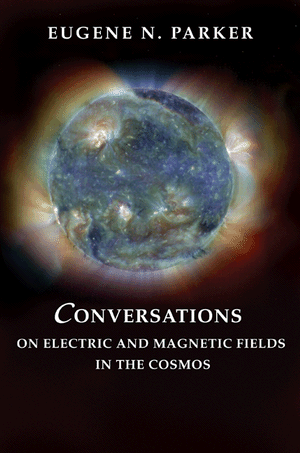 EUGENE N. PARKER
CONVERSATIONS
ON ELECTRIC AND MAGNETIC FIELDS
IN THE COSMOS